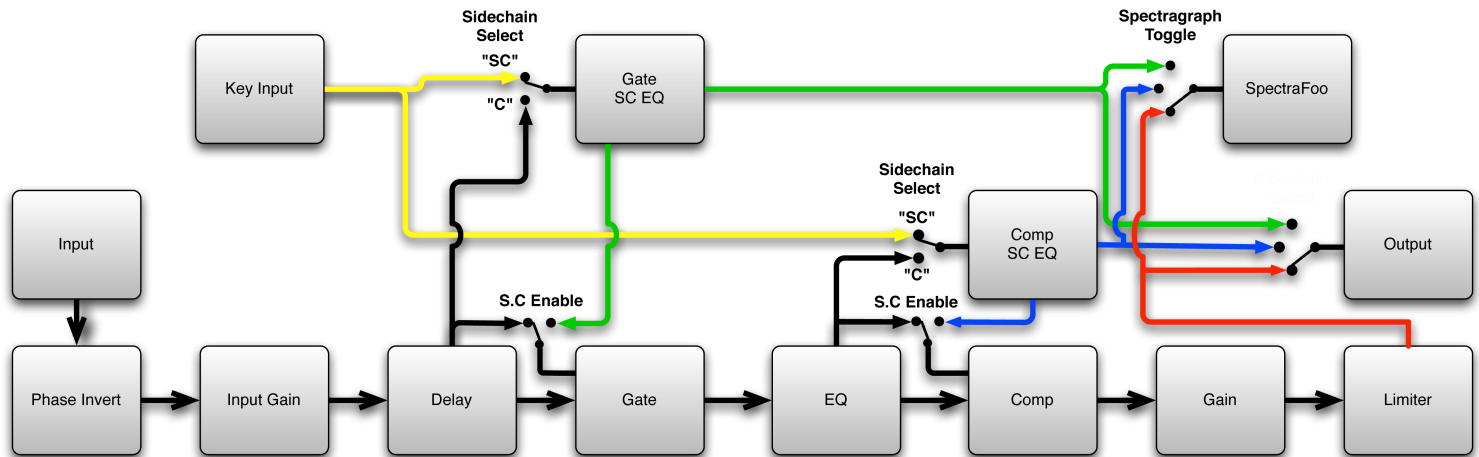 Sidechain
Select
Spectragraph
Toggle
Key Input
"SC"
"C"
Gate
SC EQ
SpectraFoo
Sidechain
Select
Input
"SC"
"C"
Comp
SC EQ
Output
S.C Enable
S.C Enable
Phase Invert
Input Gain
Delay
Gate
EQ
Comp
Gain
Limiter